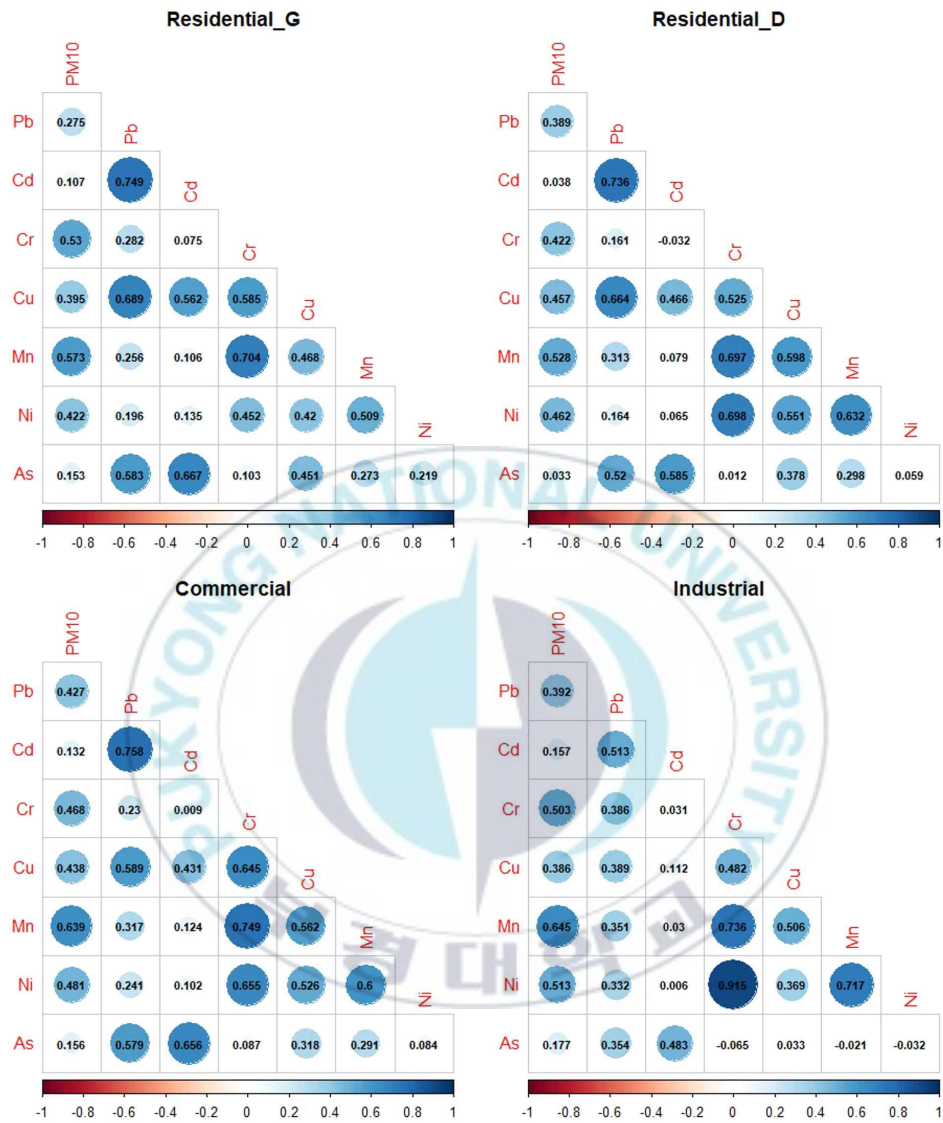 Residential_G
PM10
Pb 0.275 Pb
Cd 0.107 0.749 Cd
Cr 0.53 0.282 0.075 Cr
Cu 0.395 0.689 0.562 0.585 Cu
Mn 0.573 0.256 0.106 0.704 0.468 Mn
Ni 0.422 0.196 0.135 0.452 0.42 0.509 Ni
As 0.153 0.583 0.667 0.103 0.451 0.273 0.219
-1 -0.8 -0.6 -0.4 -0.2 0 0.2 0.4 0.6 0.8 1
Residential_D
PM10
Pb 0.389 Pb
Cd 0.038 0.736 Cd
Cr 0.422 0.161 -0.032 Cr
Cu 0.457 0.664 0.466 0.525 Cu
Mn 0.528 0.313 0.079 0.697 0.598 Mn
Ni 0.462 0.164 0.065 0.698 0.551 0.632 Ni
As 0.033 0.52 0.585 0.012 0.378 0.298 0.059
-1 -0.8 -0.6 -0.4 -0.2 0 0.2 0.4 0.6 0.8 1
Commercial
PM10
Pb 0.427 Pb
Cd 0.132 0.758 Cd
Cr 0.468 0.23 0.009 Cr
Cu 0.438 0.589 0.431 0.645 Cu
Mn 0.639 0.317 0.124 0.749 0.562 Mn
Ni 0.481 0.241 0.102 0.655 0.526 0.6 Ni
As 0.156 0.579 0.656 0.087 0.318 0.291 0.084
-1 -0.8 -0.6 -0.4 -0.2 0 0.2 0.4 0.6 0.8 1
Industrial
PM10
Pb 0.392 Pb
Cd 0.157 0.513 Cd
Cr 0.503 0.386 0.031 Cr
Cu 0.386 0.389 0.112 0.482 Cu
Mn 0.645 0.351 0.03 0.736 0.506 Mn
Ni 0.513 0.332 0.006 0.915 0.369 0.717 Ni
As 0.177 0.354 0.483 -0.065 0.033 -0.021 -0.032
-1 -0.8 -0.6 -0.4 -0.2 0 0.2 0.4 0.6 0.8 1
PUKYONG NATIONAL UNIVERSITY
부경대학교